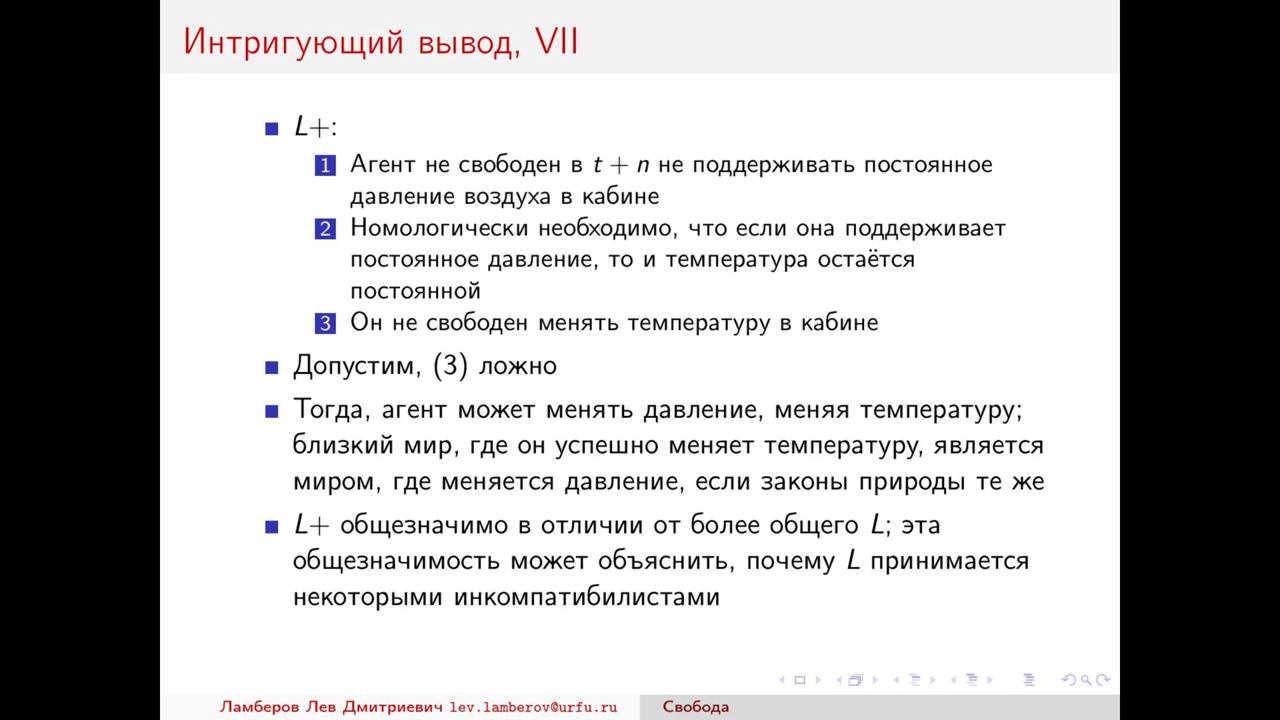 Интригующий вывод, VII
L+:
1 Агент не свободен в t + n не поддерживать постоянное
давление воздуха в кабине
2 Номологически необходимо, что если она поддерживает
постоянное давление, то и температура остаётся
постоянной
3 Он не свободен менять температуру в кабине
Допустим, (3) ложно
Тогда, агент может менять давление, меняя температуру;
близкий мир, где он успешно меняет температуру, является
миром, где меняется давление, если законы природы те же
L+ общезначимо в отличии от более общего L; эта
общезначимость может объяснить, почему L принимается
некоторыми инкомпатибилистами
Ламберов Лев Дмитриевич lev.lamberov@urfu.ru Свобода